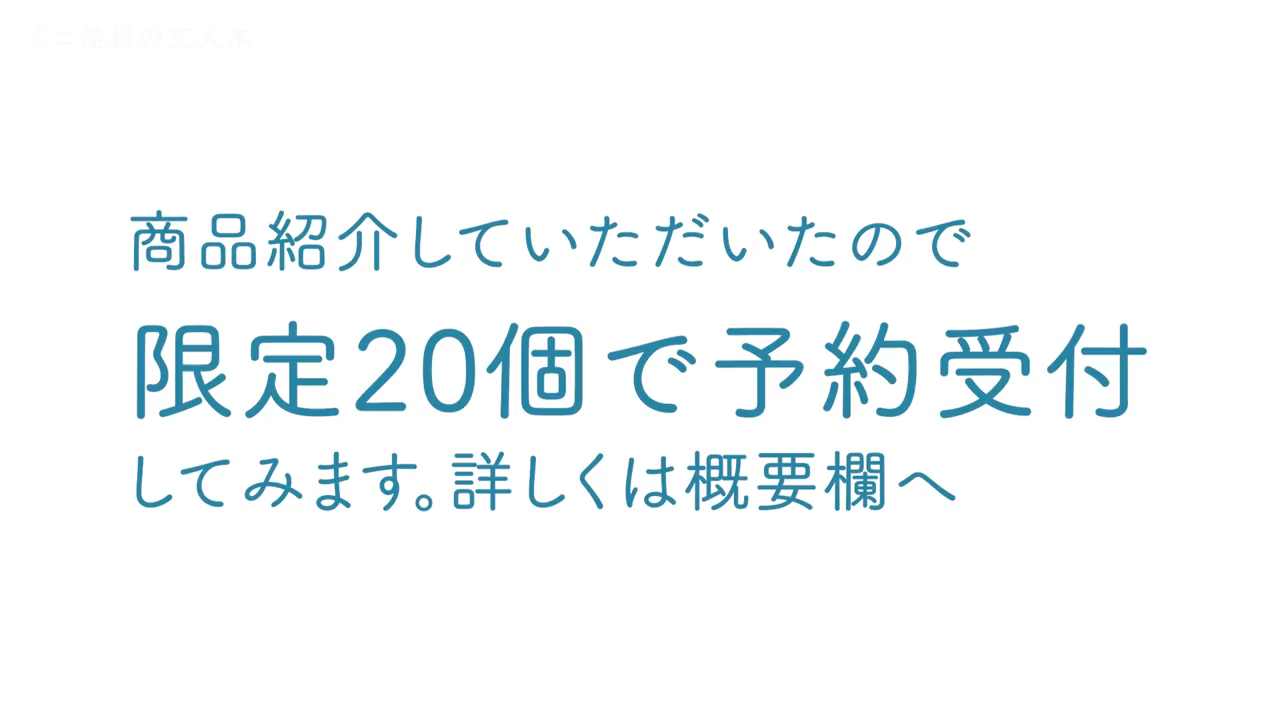 商品紹介していただいたので
限定20個で予約受付
してみます。詳しくは概要欄へ